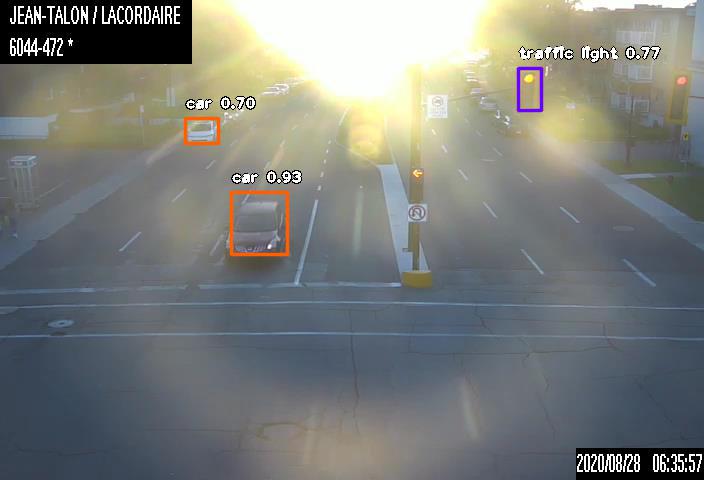 JEAN-TALON / LACORDAIRE
6044-472 *
traffic light 0.77
car 0.70
car 0.93
2020/08/28 06:35:57